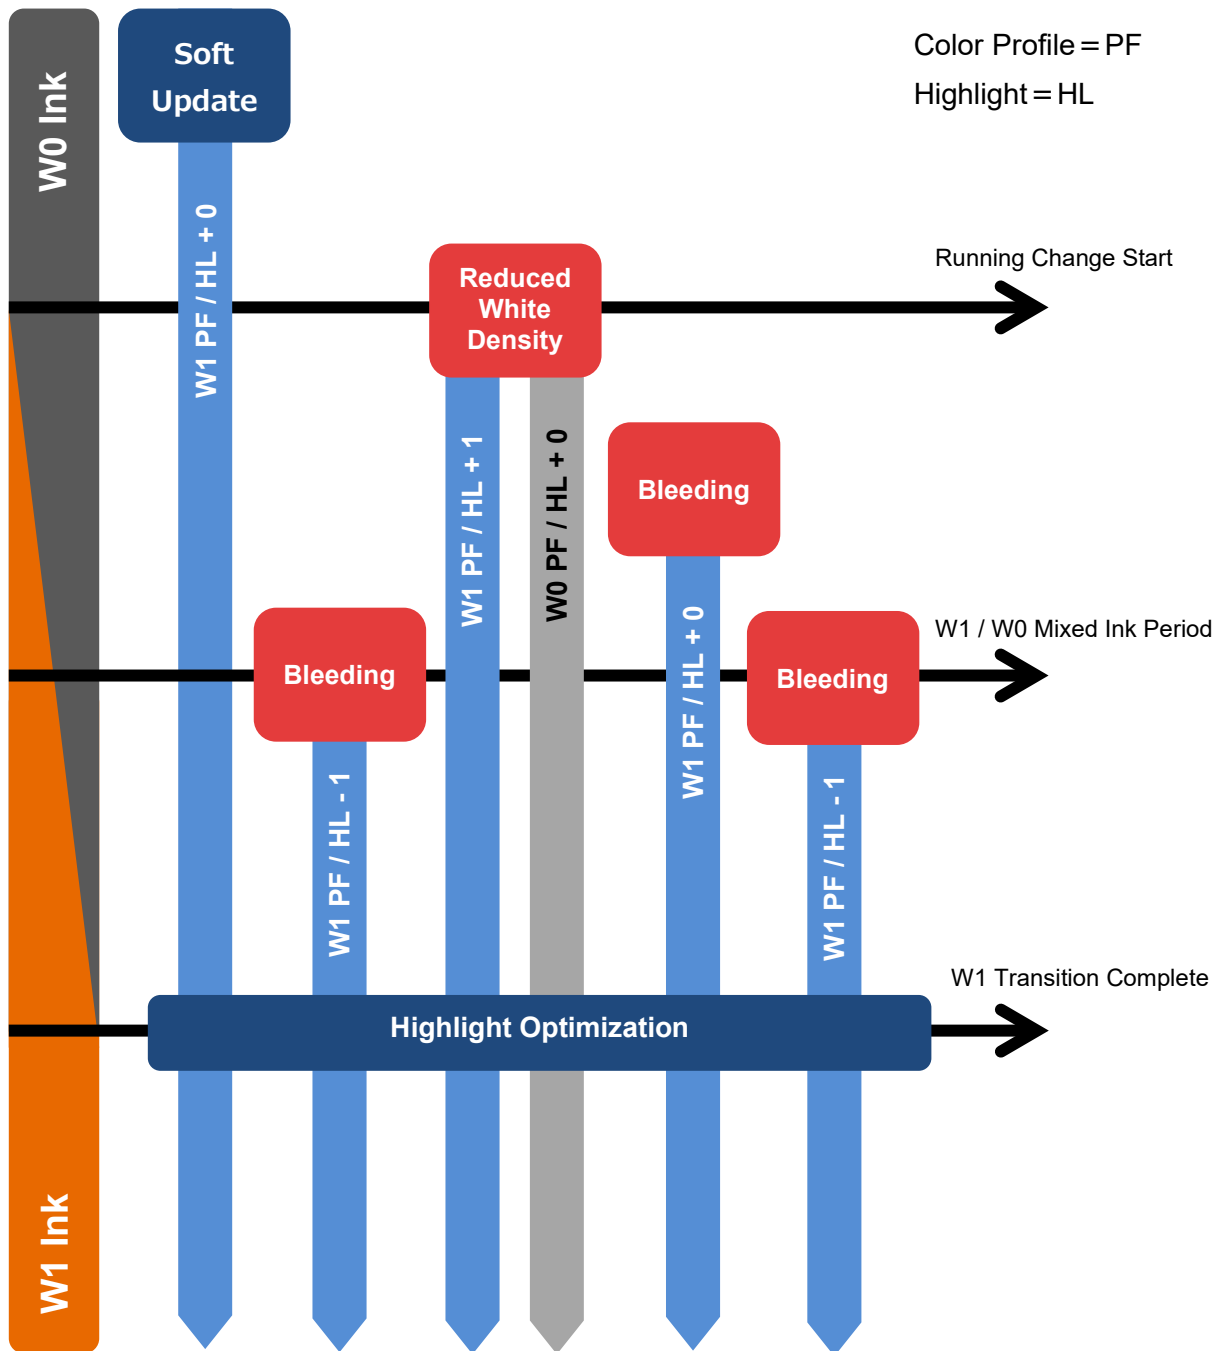 W0 Ink
Soft
Update
Color Profile＝PF
Highlight＝HL
W1 PF / HL + 0
Running Change Start
Reduced
White
Density
W1 PF / HL + 1
W0 PF / HL + 0
Bleeding
W1 PF / HL + 0
W1 / W0 Mixed Ink Period
Bleeding
Bleeding
W1 PF / HL - 1
W1 PF / HL - 1
W1 Transition Complete
Highlight Optimization
W1 Ink